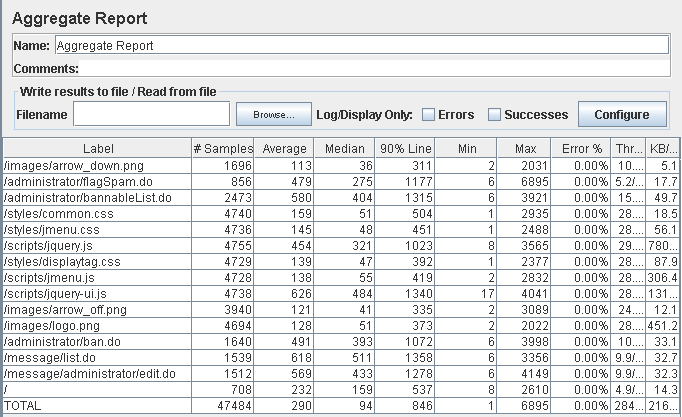 Aggregate Report
Name: Aggregate Report
Comments:
Write results to file / Read from file
Filename Browse... Log/Display Only: Errors Successes Configure
Label # Samples Average Median 90% Line Min Max Error % Thr... KB/...
/images/arrow_down.png 1696 113 36 311 2 2031 0.00% 10.... 5.1
/administrator/flagSpam.do 856 479 275 1177 6 6895 0.00% 5.2/... 17.7
/administrator/bannableList.do 2473 580 404 1315 6 3921 0.00% 15.... 49.7
/styles/common.css 4740 159 51 504 1 2935 0.00% 28.... 18.5
/styles/jmenu.css 4736 145 48 451 1 2488 0.00% 28.... 56.1
/scripts/jquery.js 4755 454 321 1023 8 3565 0.00% 29.... 780...
/styles/displaytag.css 4729 139 47 392 1 2377 0.00% 28.... 87.9
/scripts/jmenu.js 4728 138 55 419 2 2832 0.00% 28.... 306.4
/scripts/jquery-ui.js 4738 626 484 1340 17 4041 0.00% 28.... 131...
/images/arrow_off.png 3940 121 41 335 2 3089 0.00% 24.... 12.1
/images/logo.png 4694 128 51 373 2 2022 0.00% 28.... 451.2
/administrator/ban.do 1640 491 393 1072 6 3998 0.00% 10.... 33.1
/message/list.do 1539 618 511 1358 6 3356 0.00% 9.9/... 32.7
/message/administrator/edit.do 1512 569 433 1278 6 4149 0.00% 9.9/... 32.3
/ 708 232 159 537 8 2610 0.00% 4.9/... 14.3
TOTAL 47484 290 94 846 1 6895 0.00% 284... 216...